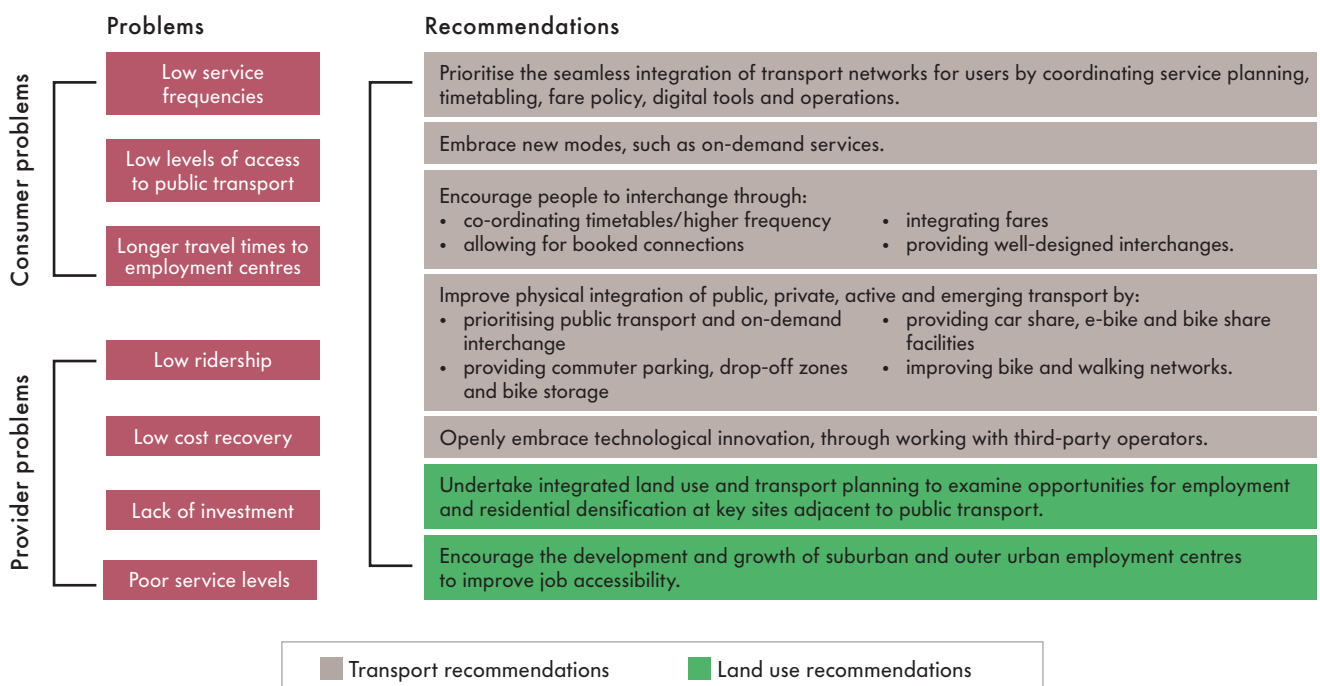 Problems
Recommendations
Consumer problems
Low service
frequencies
Low levels of access
to public transport
Longer travel times to
employment centres
Provider problems
Low ridership
Low cost recovery
Lack of investment
Poor service levels
Prioritise the seamless integration of transport networks for users by coordinating service planning,
timetabling, fare policy, digital tools and operations.
Embrace new modes, such as on-demand services.
Encourage people to interchange through:
• co-ordinating timetables/higher frequency
• allowing for booked connections
• integrating fares
• providing well-designed interchanges.
Improve physical integration of public, private, active and emerging transport by:
• prioritising public transport and on-demand
interchange
• providing commuter parking, drop-off zones
and bike storage
• providing car share, e-bike and bike share
facilities
• improving bike and walking networks.
Openly embrace technological innovation, through working with third-party operators.
Undertake integrated land use and transport planning to examine opportunities for employment
and residential densification at key sites adjacent to public transport.
Encourage the development and growth of suburban and outer urban employment centres
to improve job accessibility.
Transport recommendations
Land use recommendations